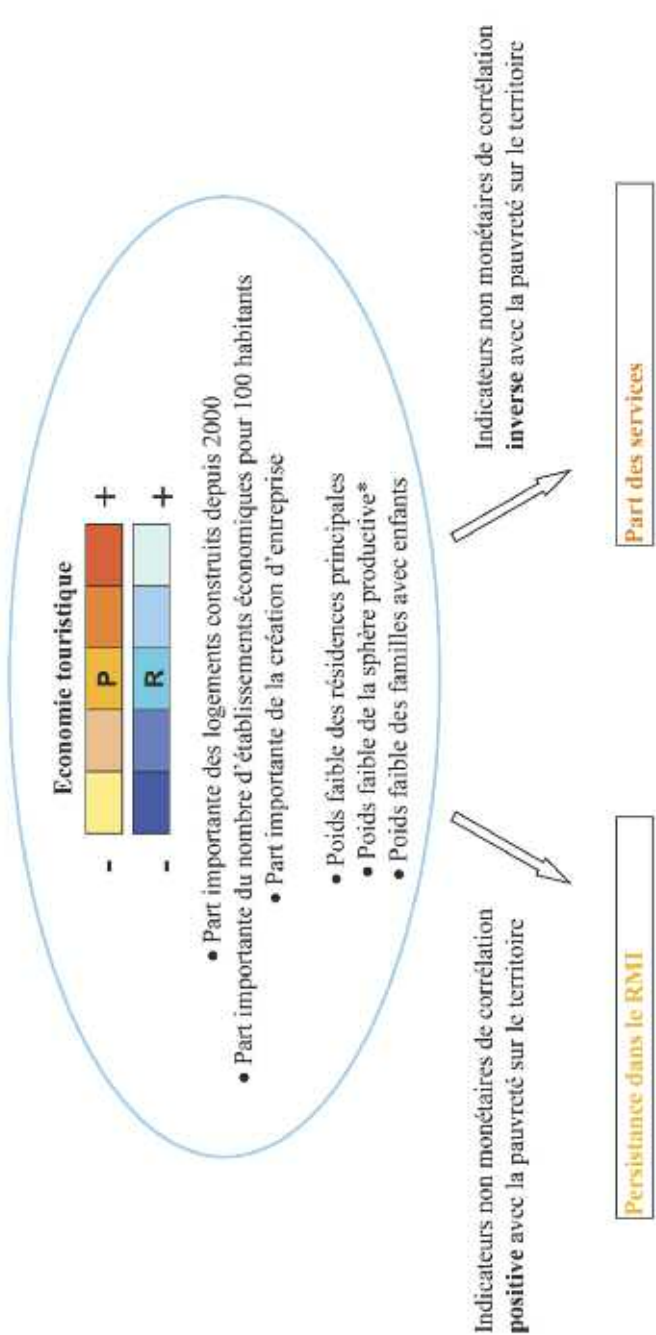 Economie touristique
- P +
- R +
• Part importante des logements construits depuis 2000
• Part importante du nombre d'établissements économiques pour 100 habitants
• Part importante de la création d'entreprise
• Poids faible des résidences principales
• Poids faible de la sphère productive*
• Poids faible des familles avec enfants
Indicateurs non monétaires de corrélation
positive avec la pauvreté sur le territoire
Indicateurs non monétaires de corrélation
inverse avec la pauvreté sur le territoire
Persistance dans le RMI
Part des services